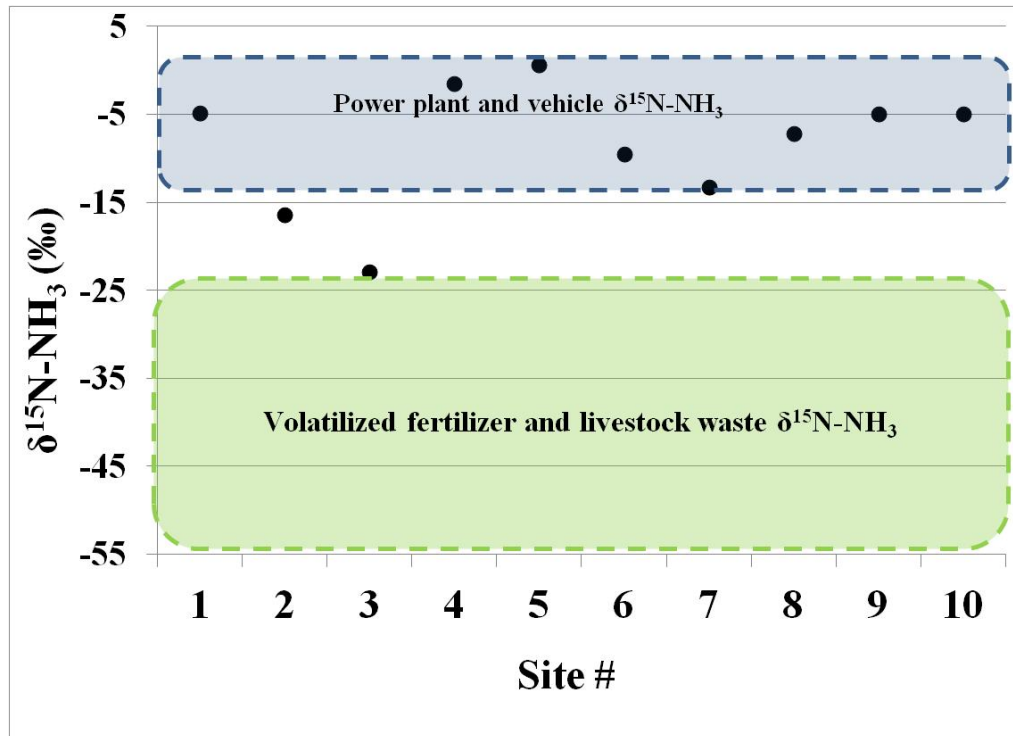 5
-5
-15
-25
-35
-45
-55
δ¹⁵N-NH₃ (‰)
Power plant and vehicle δ¹⁵N-NH₃
Volatilized fertilizer and livestock waste δ¹⁵N-NH₃
1 2 3 4 5 6 7 8 9 10
Site #